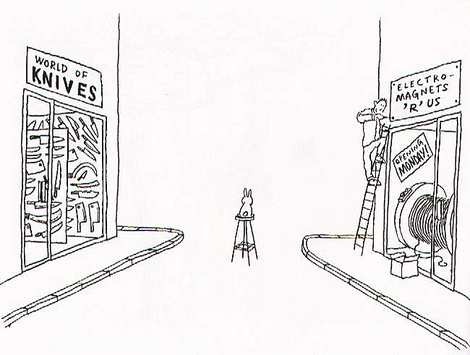 WORLD OF
KNIVES
ELECTRO-
MAGNETS
'R' US
OPENING
MONDAY!